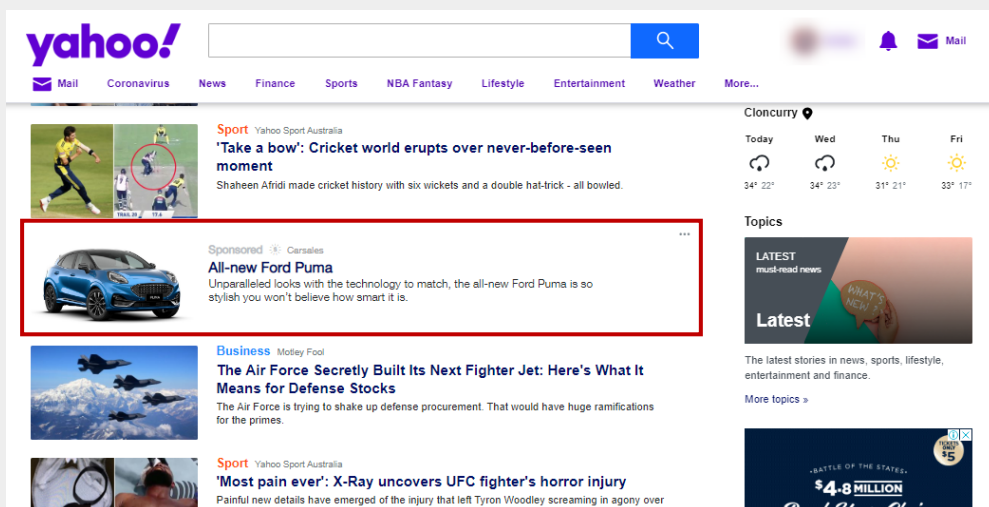 yahoo!
Mail
Mail Coronavirus News Finance Sports NBA Fantasy Lifestyle Entertainment Weather More...
Sport Yahoo Sport Australia
'Take a bow': Cricket world erupts over never-before-seen
moment
Shaheen Afridi made cricket history with six wickets and a double hat-trick - all bowled.
Sponsored Carsales
All-new Ford Puma
Unparalleled looks with the technology to match, the all-new Ford Puma is so
stylish you won't believe how smart it is.
Business Motley Fool
The Air Force Secretly Built Its Next Fighter Jet: Here's What It
Means for Defense Stocks
The Air Force is trying to shake up defense procurement. That would have huge ramifications
for the primes.
Sport Yahoo Sport Australia
'Most pain ever': X-Ray uncovers UFC fighter's horror injury
Painful new details have emerged of the injury that left Tyron Woodley screaming in agony over
Cloncurry
Today Wed Thu Fri
34° 22° 34° 23° 31° 21° 33° 17°
Topics
LATEST
must-read news
WHAT'S
NEW?
Latest
The latest stories in news, sports, lifestyle,
entertainment and finance.
More topics »
TICKETS
ONLY
$5
BATTLE OF THE STATES
$4.8 MILLION